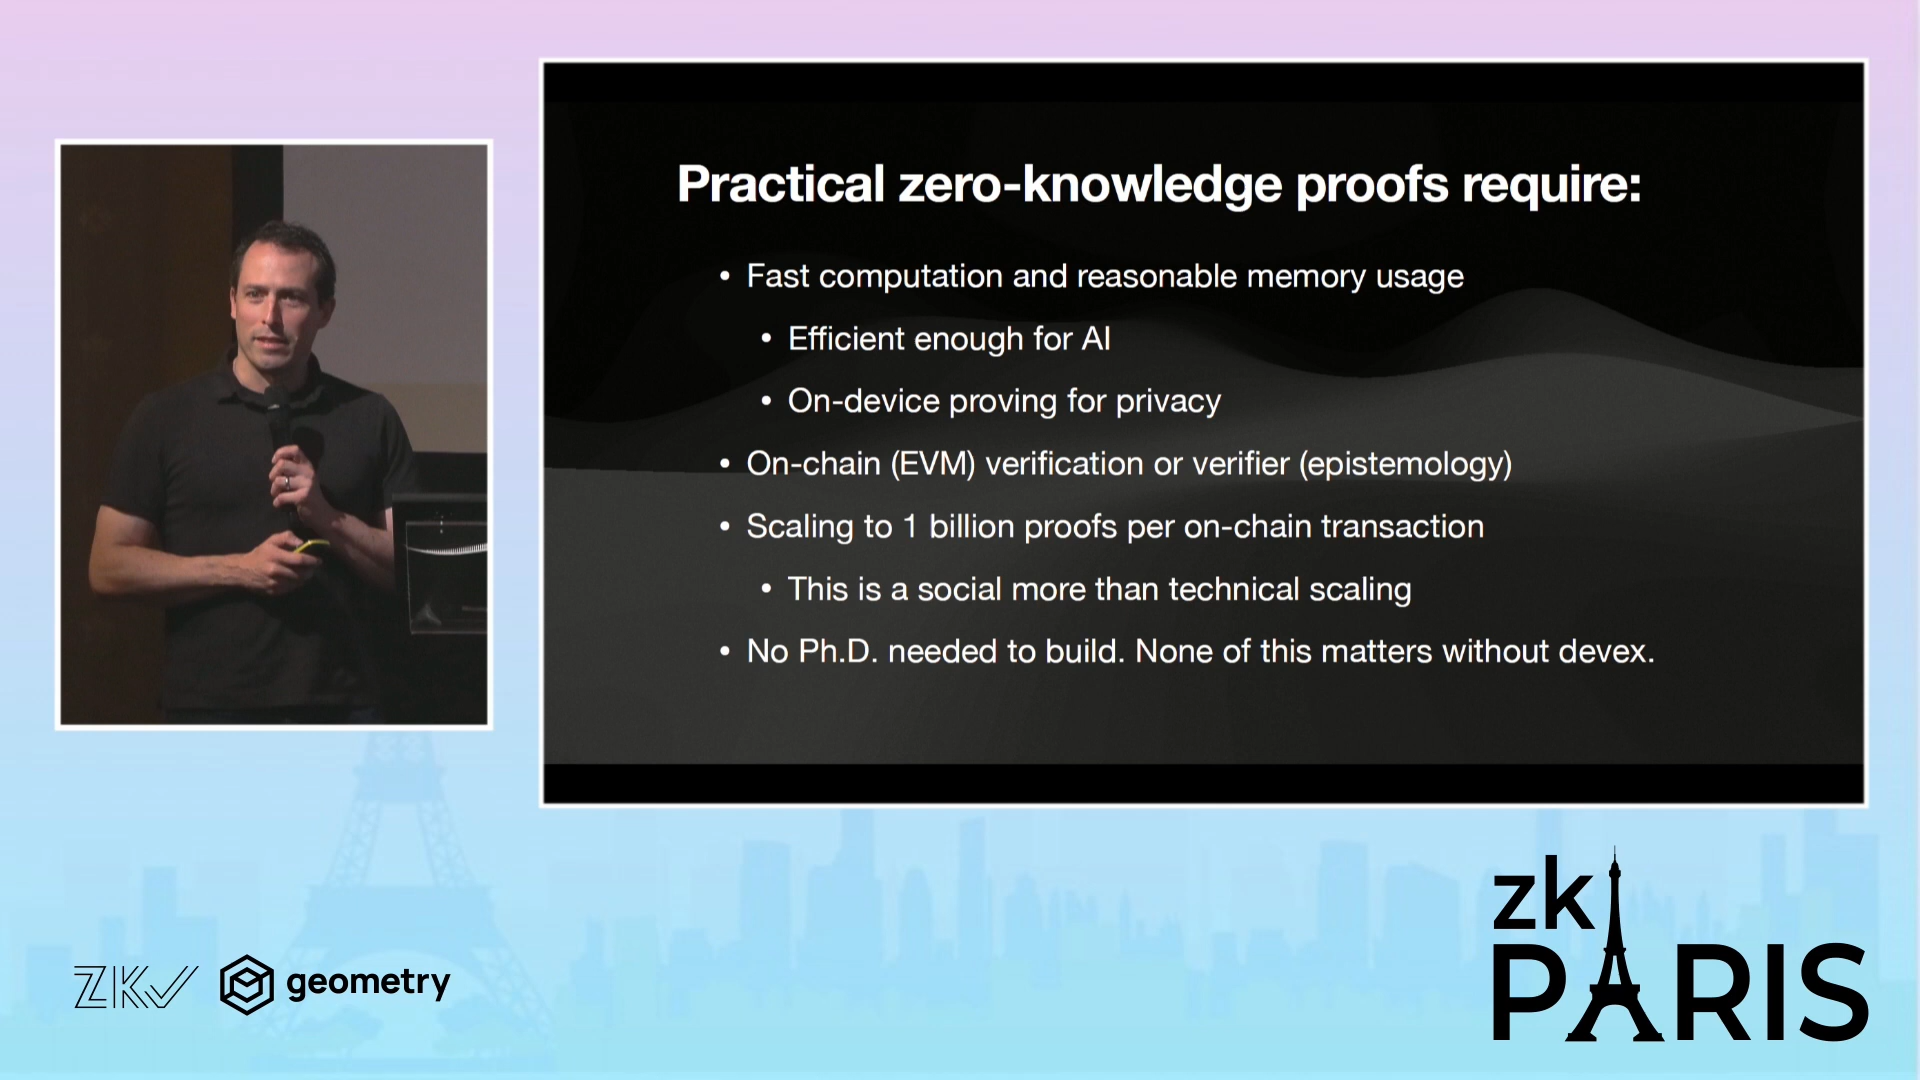 Practical zero-knowledge proofs require:
• Fast computation and reasonable memory usage
• Efficient enough for AI
• On-device proving for privacy
• On-chain (EVM) verification or verifier (epistemology)
• Scaling to 1 billion proofs per on-chain transaction
• This is a social more than technical scaling
• No Ph.D. needed to build. None of this matters without devex.
ZK
geometry
zk
PARIS